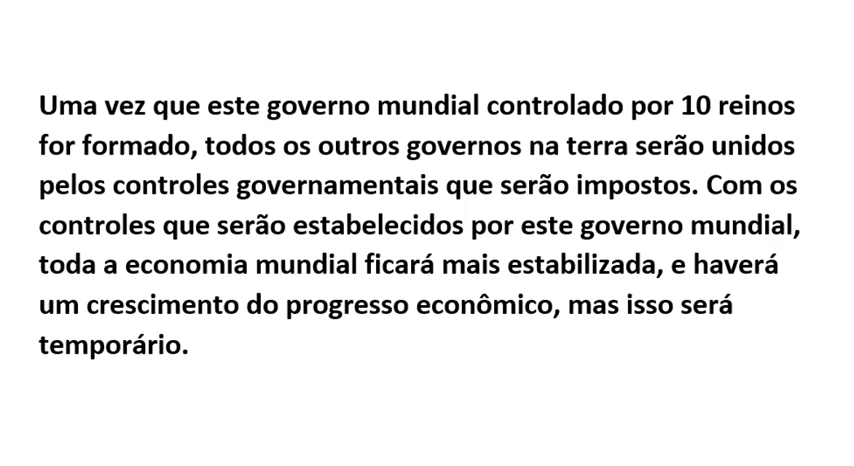 Uma vez que este governo mundial controlado por 10 reinos
for formado, todos os outros governos na terra serão unidos
pelos controles governamentais que serão impostos. Com os
controles que serão estabelecidos por este governo mundial,
toda a economia mundial ficará mais estabilizada, e haverá
um crescimento do progresso econômico, mas isso será
temporário.